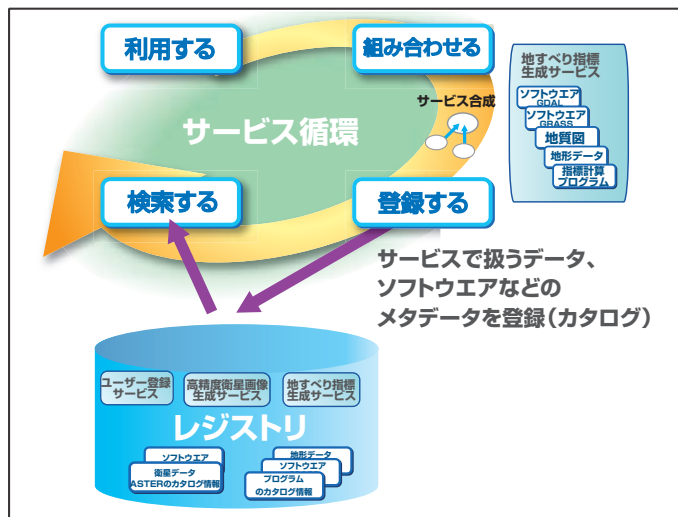 利用する
組み合わせる
サービス合成
サービス循環
検索する
登録する
地すべり指標
生成サービス
ソフトウエア
GDAL
ソフトウエア
GRASS
地質図
地形データ
指標計算
プログラム
サービスで扱うデータ、
ソフトウエアなどの
メタデータを登録(カタログ)
ユーザー登録
サービス
高精度衛星画像
生成サービス
地すべり指標
生成サービス
レジストリ
ソフトウエア
衛星データ
ASTERのカタログ情報
地形データ
ソフトウエア
プログラム
のカタログ情報